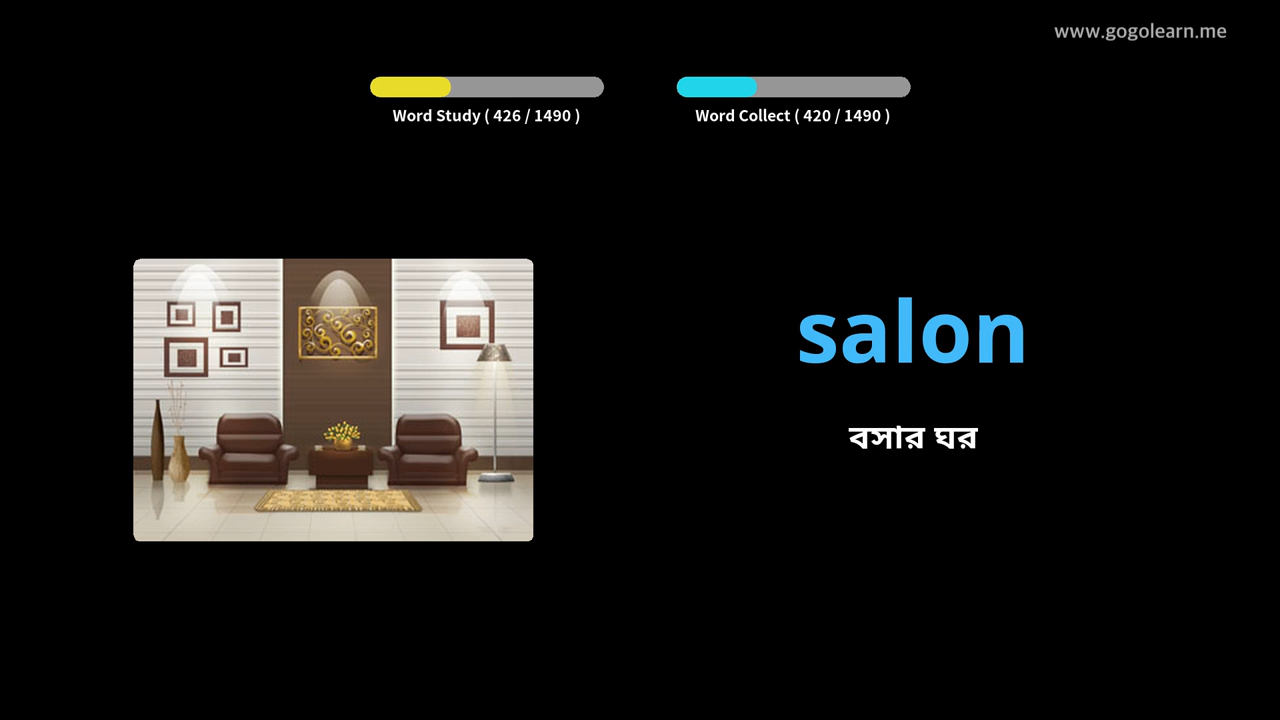 www.gogolearn.me
Word Study ( 426 / 1490 )
Word Collect ( 420 / 1490 )
salon
বসার ঘর